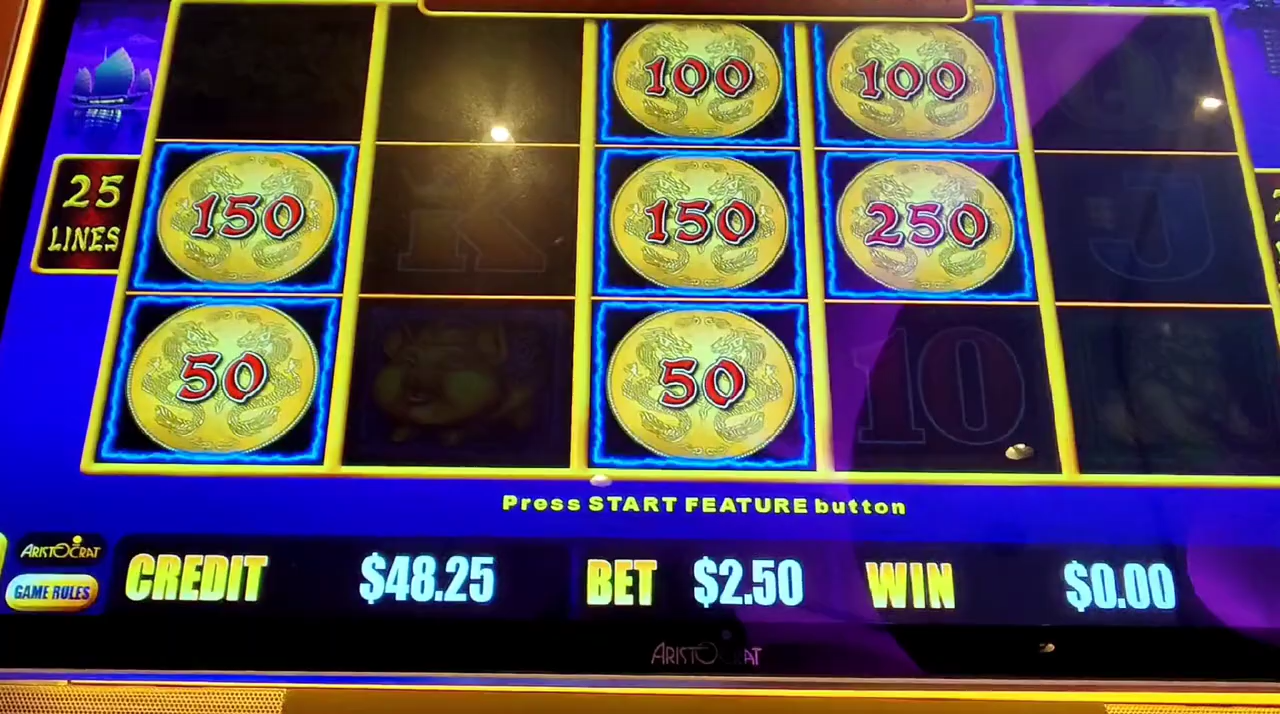 100 100
25
LINES
150 K 150 250 J
50 50 10
Press START FEATURE button
ARISTOCRAT
GAME RULES
CREDIT $48.25 BET $2.50 WIN $0.00